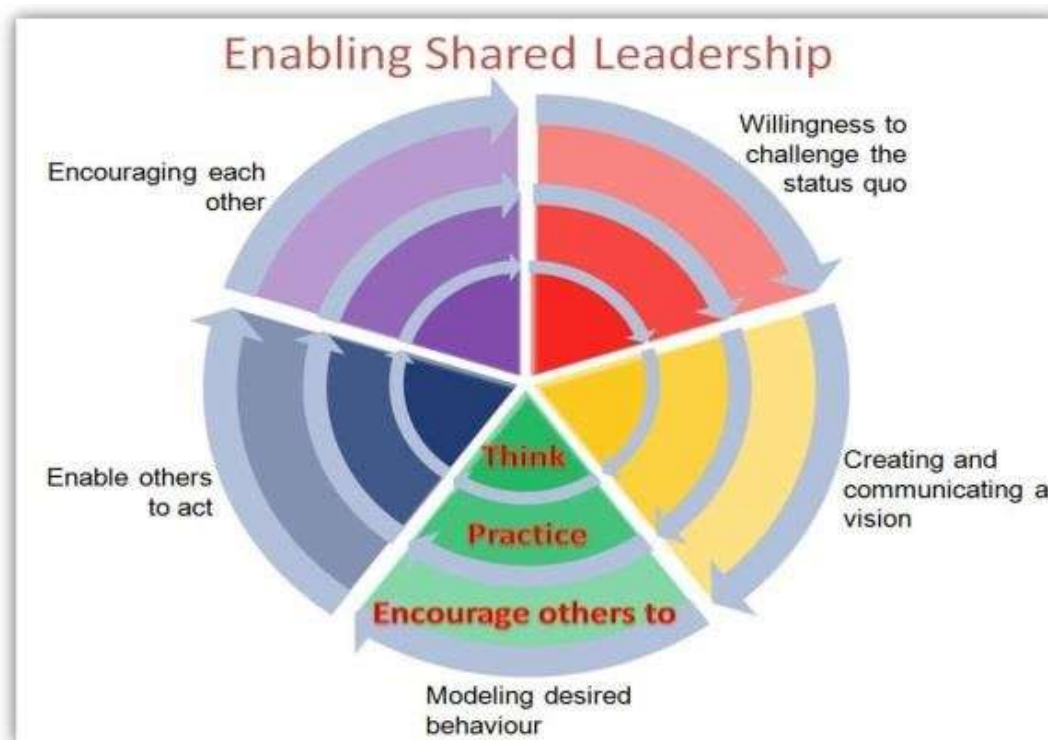 Enabling Shared Leadership
Willingness to
challenge the
status quo
Encouraging each
other
Creating and
communicating a
vision
Enable others
to act
Think
Practice
Encourage others to
Modeling desired
behaviour